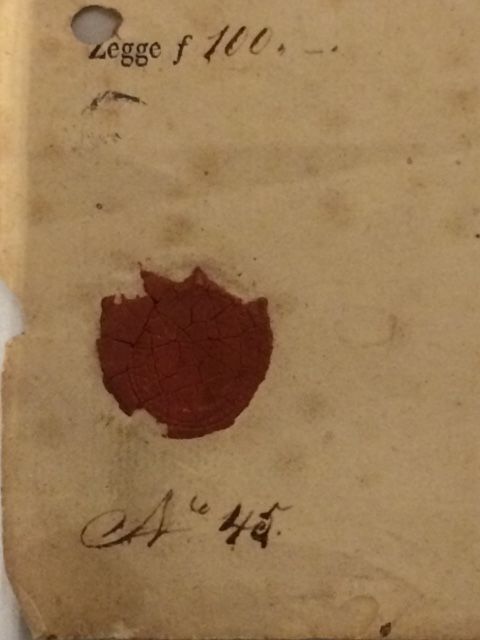 Zegge f 100. —.
No 45.